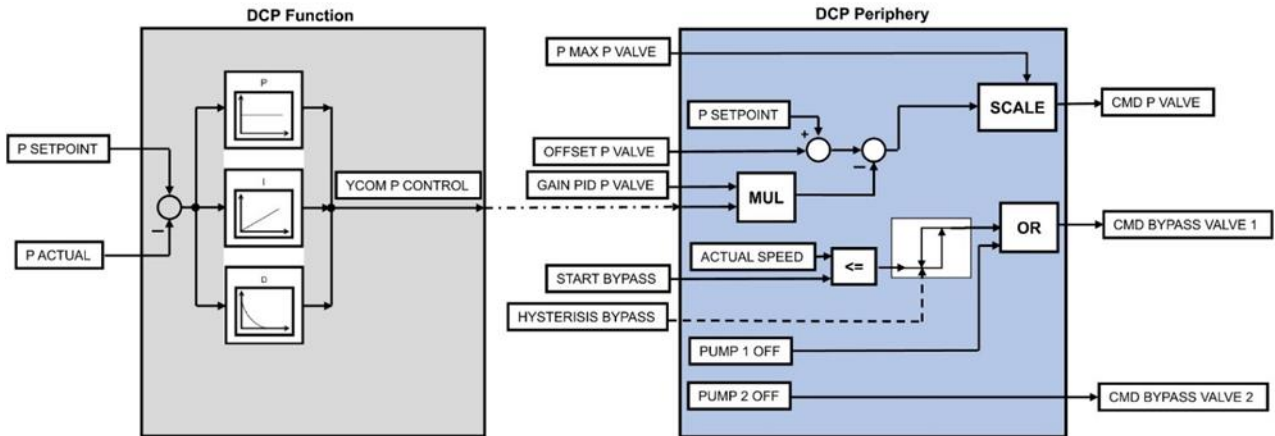 DCP Function
DCP Periphery
P
I
D
P SETPOINT
P ACTUAL
YCOM P CONTROL
P MAX P VALVE
P SETPOINT
+
OFFSET P VALVE
GAIN PID P VALVE
MUL
SCALE
CMD P VALVE
ACTUAL SPEED
START BYPASS
<=
HYSTERISIS BYPASS
OR
CMD BYPASS VALVE 1
PUMP 1 OFF
PUMP 2 OFF
CMD BYPASS VALVE 2